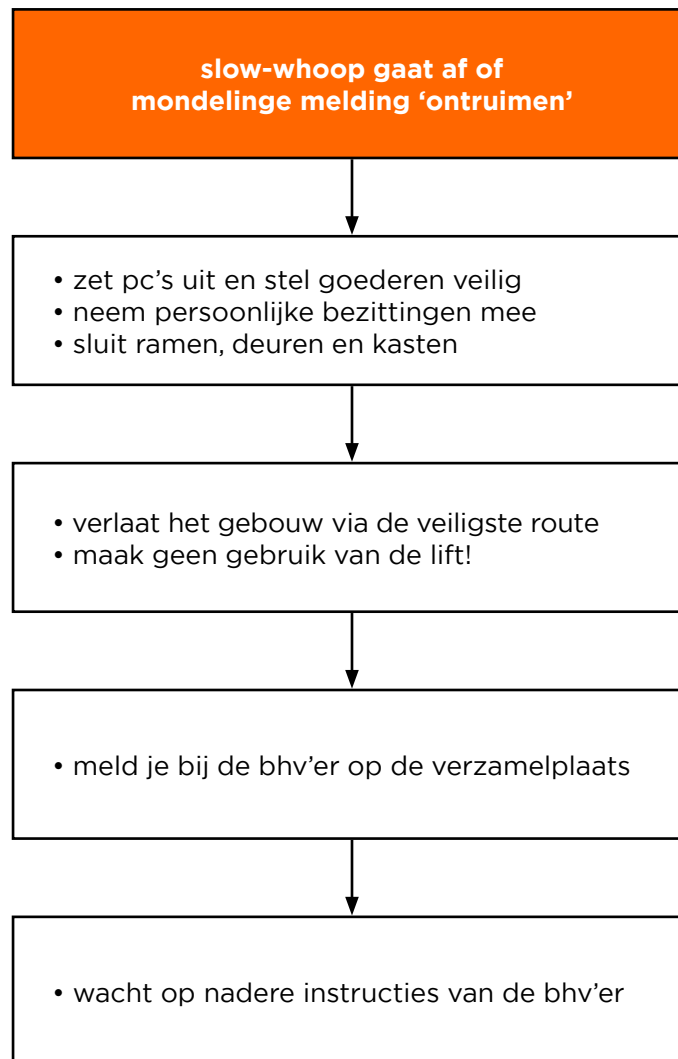 slow-whoop gaat af of
mondelinge melding ‘ontruimen’
• zet pc’s uit en stel goederen veilig
• neem persoonlijke bezittingen mee
• sluit ramen, deuren en kasten
• verlaat het gebouw via de veiligste route
• maak geen gebruik van de lift!
• meld je bij de bhv’er op de verzamelplaats
• wacht op nadere instructies van de bhv’er